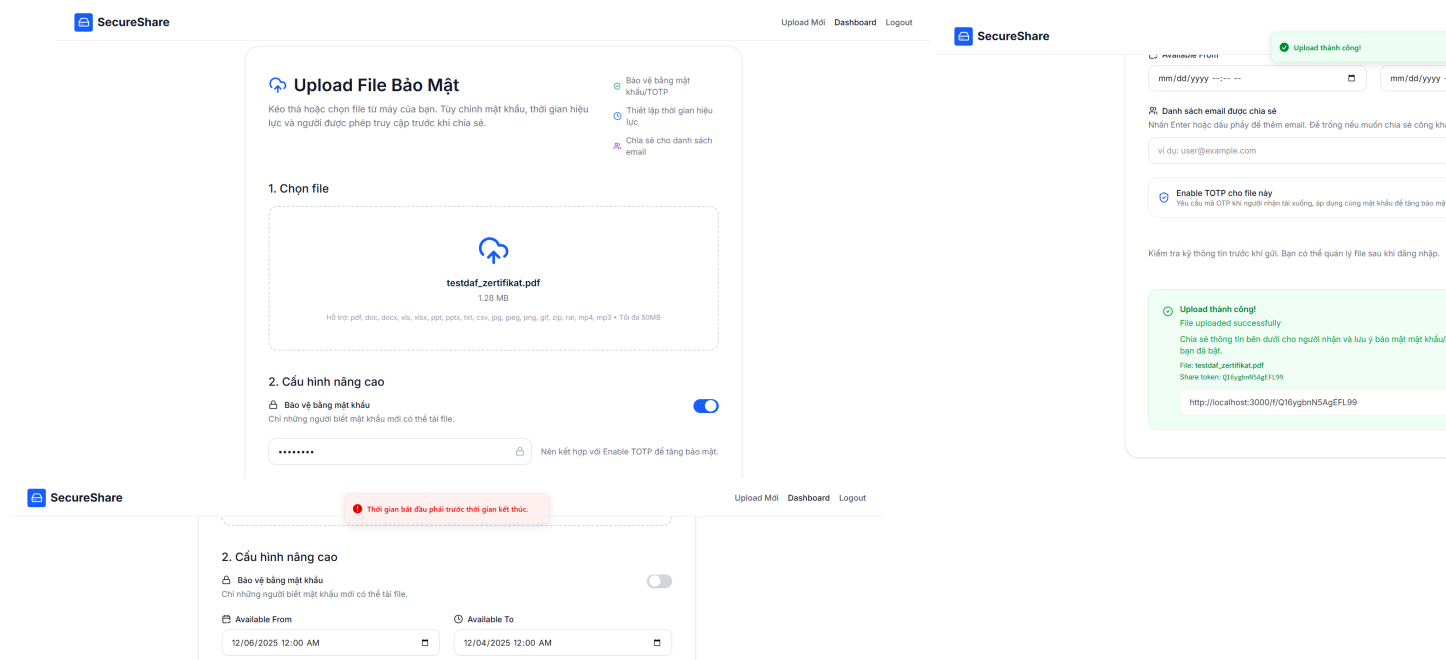 SecureShare
Upload Mới Dashboard Logout
Upload File Bảo Mật
Kéo thả hoặc chọn file từ máy của bạn. Tùy chỉnh mật khẩu, thời gian hiệu
lực và người được phép truy cập trước khi chia sẻ.
Bảo vệ bằng mật
khẩu/TOTP
Thiết lập thời gian hiệu
lực
Chia sẻ cho danh sách
email
1. Chọn file
testdaf_zertifikat.pdf
1.28 MB
Hỗ trợ: pdf, doc, docx, xls, xlsx, ppt, pptx, txt, csv, jpg, jpeg, png, gif, zip, rar, mp4, mp3 • Tối đa 50MB
2. Cấu hình nâng cao
Bảo vệ bằng mật khẩu
Chỉ những người biết mật khẩu mới có thể tải file.
••••••••
Nên kết hợp với Enable TOTP để tăng bảo mật.
SecureShare
Upload thành công!
Available From
mm/dd/yyyy --:-- --
mm/dd/yyyy -
Danh sách email được chia sẻ
Nhấn Enter hoặc dấu phẩy để thêm email. Để trống nếu muốn chia sẻ công
ví dụ: user@example.com
Enable TOTP cho file này
Yêu cầu mã OTP khi người nhận tải xuống, áp dụng cùng mật khẩu để tăng bảo
Kiểm tra kỹ thông tin trước khi gửi. Bạn có thể quản lý file sau khi đăng nhập.
Upload thành công!
File uploaded successfully
Chia sẻ thông tin bên dưới cho người nhận và lưu ý bảo mật mật khẩu/
bạn đã bật.
File: testdaf_zertifikat.pdf
Share token: Q16ygbnN5AgEFL99
http://localhost:3000/f/Q16ygbnN5AgEFL99
SecureShare
Thời gian bắt đầu phải trước thời gian kết thúc.
Upload Mới Dashboard Logout
2. Cấu hình nâng cao
Bảo vệ bằng mật khẩu
Chỉ những người biết mật khẩu mới có thể tải file.
Available From
Available To
12/06/2025 12:00 AM
12/04/2025 12:00 AM